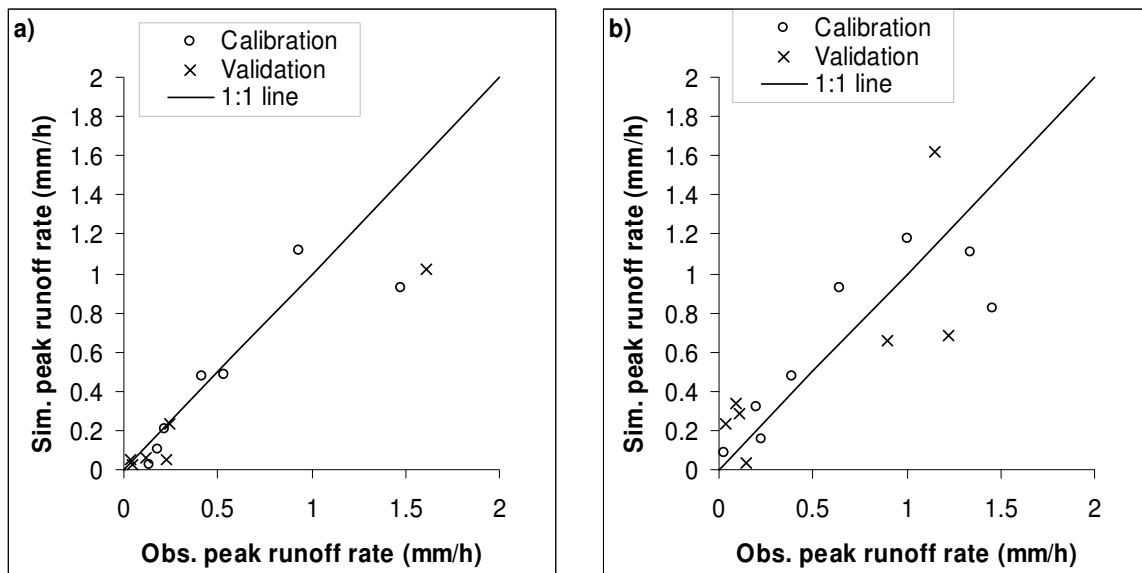 a)
Calibration
Validation
1:1 line
2
1.8
1.6
1.4
1.2
1
0.8
0.6
0.4
0.2
0
Sim. peak runoff rate (mm/h)
0 0.5 1 1.5 2
Obs. peak runoff rate (mm/h)
b)
Calibration
Validation
1:1 line
2
1.8
1.6
1.4
1.2
1
0.8
0.6
0.4
0.2
0
Sim. peak runoff rate (mm/h)
0 0.5 1 1.5 2
Obs. peak runoff rate (mm/h)